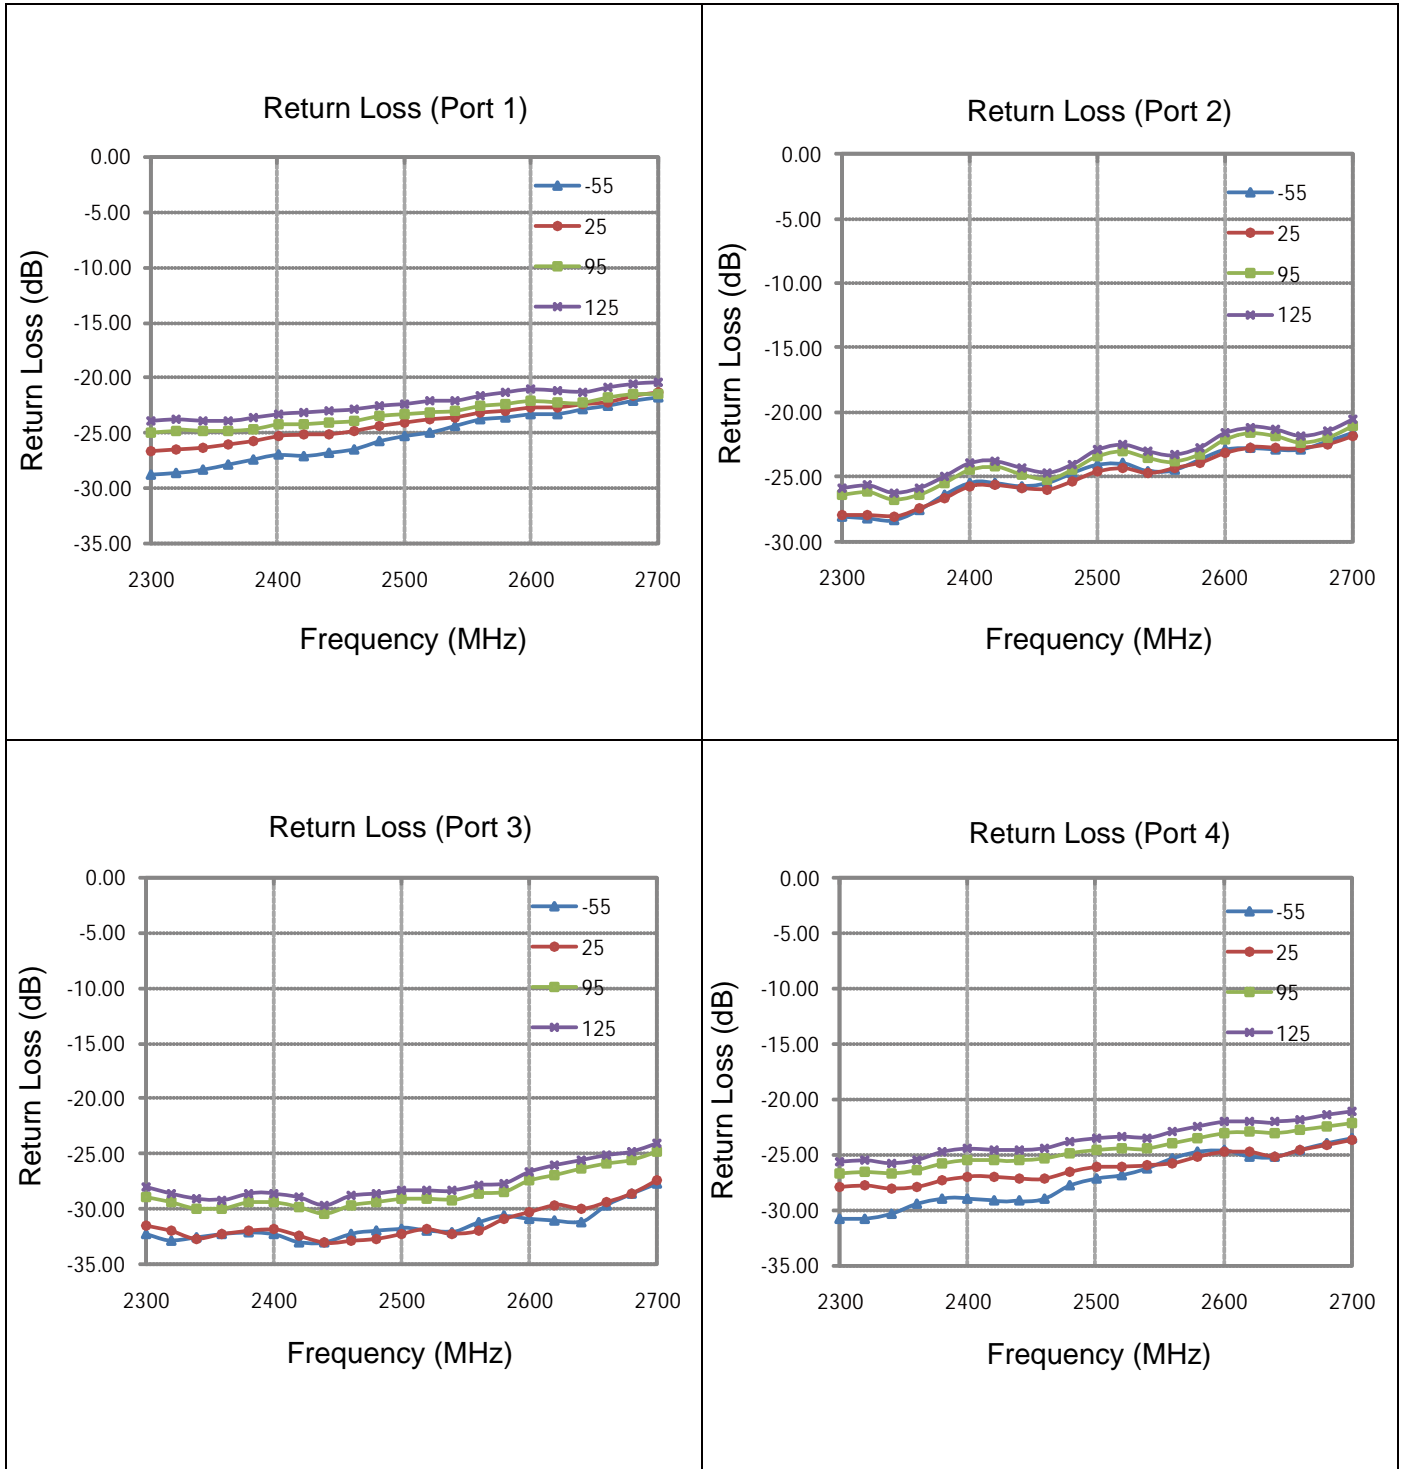 Return Loss (Port 1)
Return Loss (dB)
0.00
-5.00
-10.00
-15.00
-20.00
-25.00
-30.00
-35.00
-55
25
95
125
2300 2400 2500 2600 2700
Frequency (MHz)
Return Loss (Port 2)
Return Loss (dB)
0.00
-5.00
-10.00
-15.00
-20.00
-25.00
-30.00
-55
25
95
125
2300 2400 2500 2600 2700
Frequency (MHz)
Return Loss (Port 3)
Return Loss (dB)
0.00
-5.00
-10.00
-15.00
-20.00
-25.00
-30.00
-35.00
-55
25
95
125
2300 2400 2500 2600 2700
Frequency (MHz)
Return Loss (Port 4)
Return Loss (dB)
0.00
-5.00
-10.00
-15.00
-20.00
-25.00
-30.00
-35.00
-55
25
95
125
2300 2400 2500 2600 2700
Frequency (MHz)